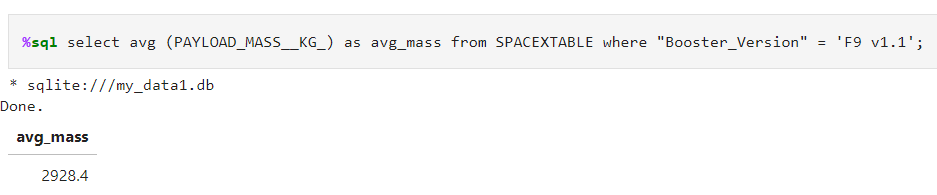 %sql select avg (PAYLOAD_MASS__KG_) as avg_mass from SPACEXTABLE where "Booster_Version" = 'F9 v1.1';
* sqlite:///my_data1.db
Done.
avg_mass
2928.4